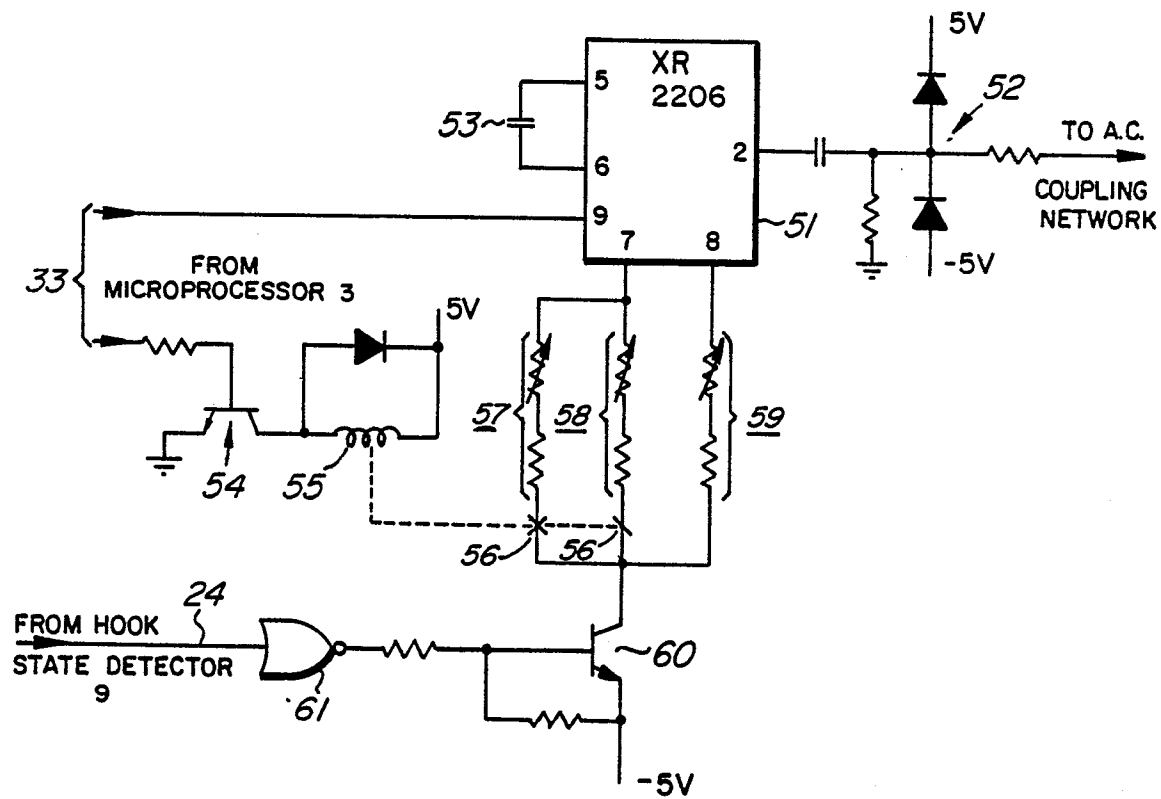 5V
XR
2206
5
6
9
7
8
2
53
52
TO A.C.
COUPLING
NETWORK
51
-5V
33
FROM
MICROPROCESSOR 3
5V
54
55
57
58
59
56
56
24
FROM HOOK
STATE DETECTOR
9
61
60
-5V